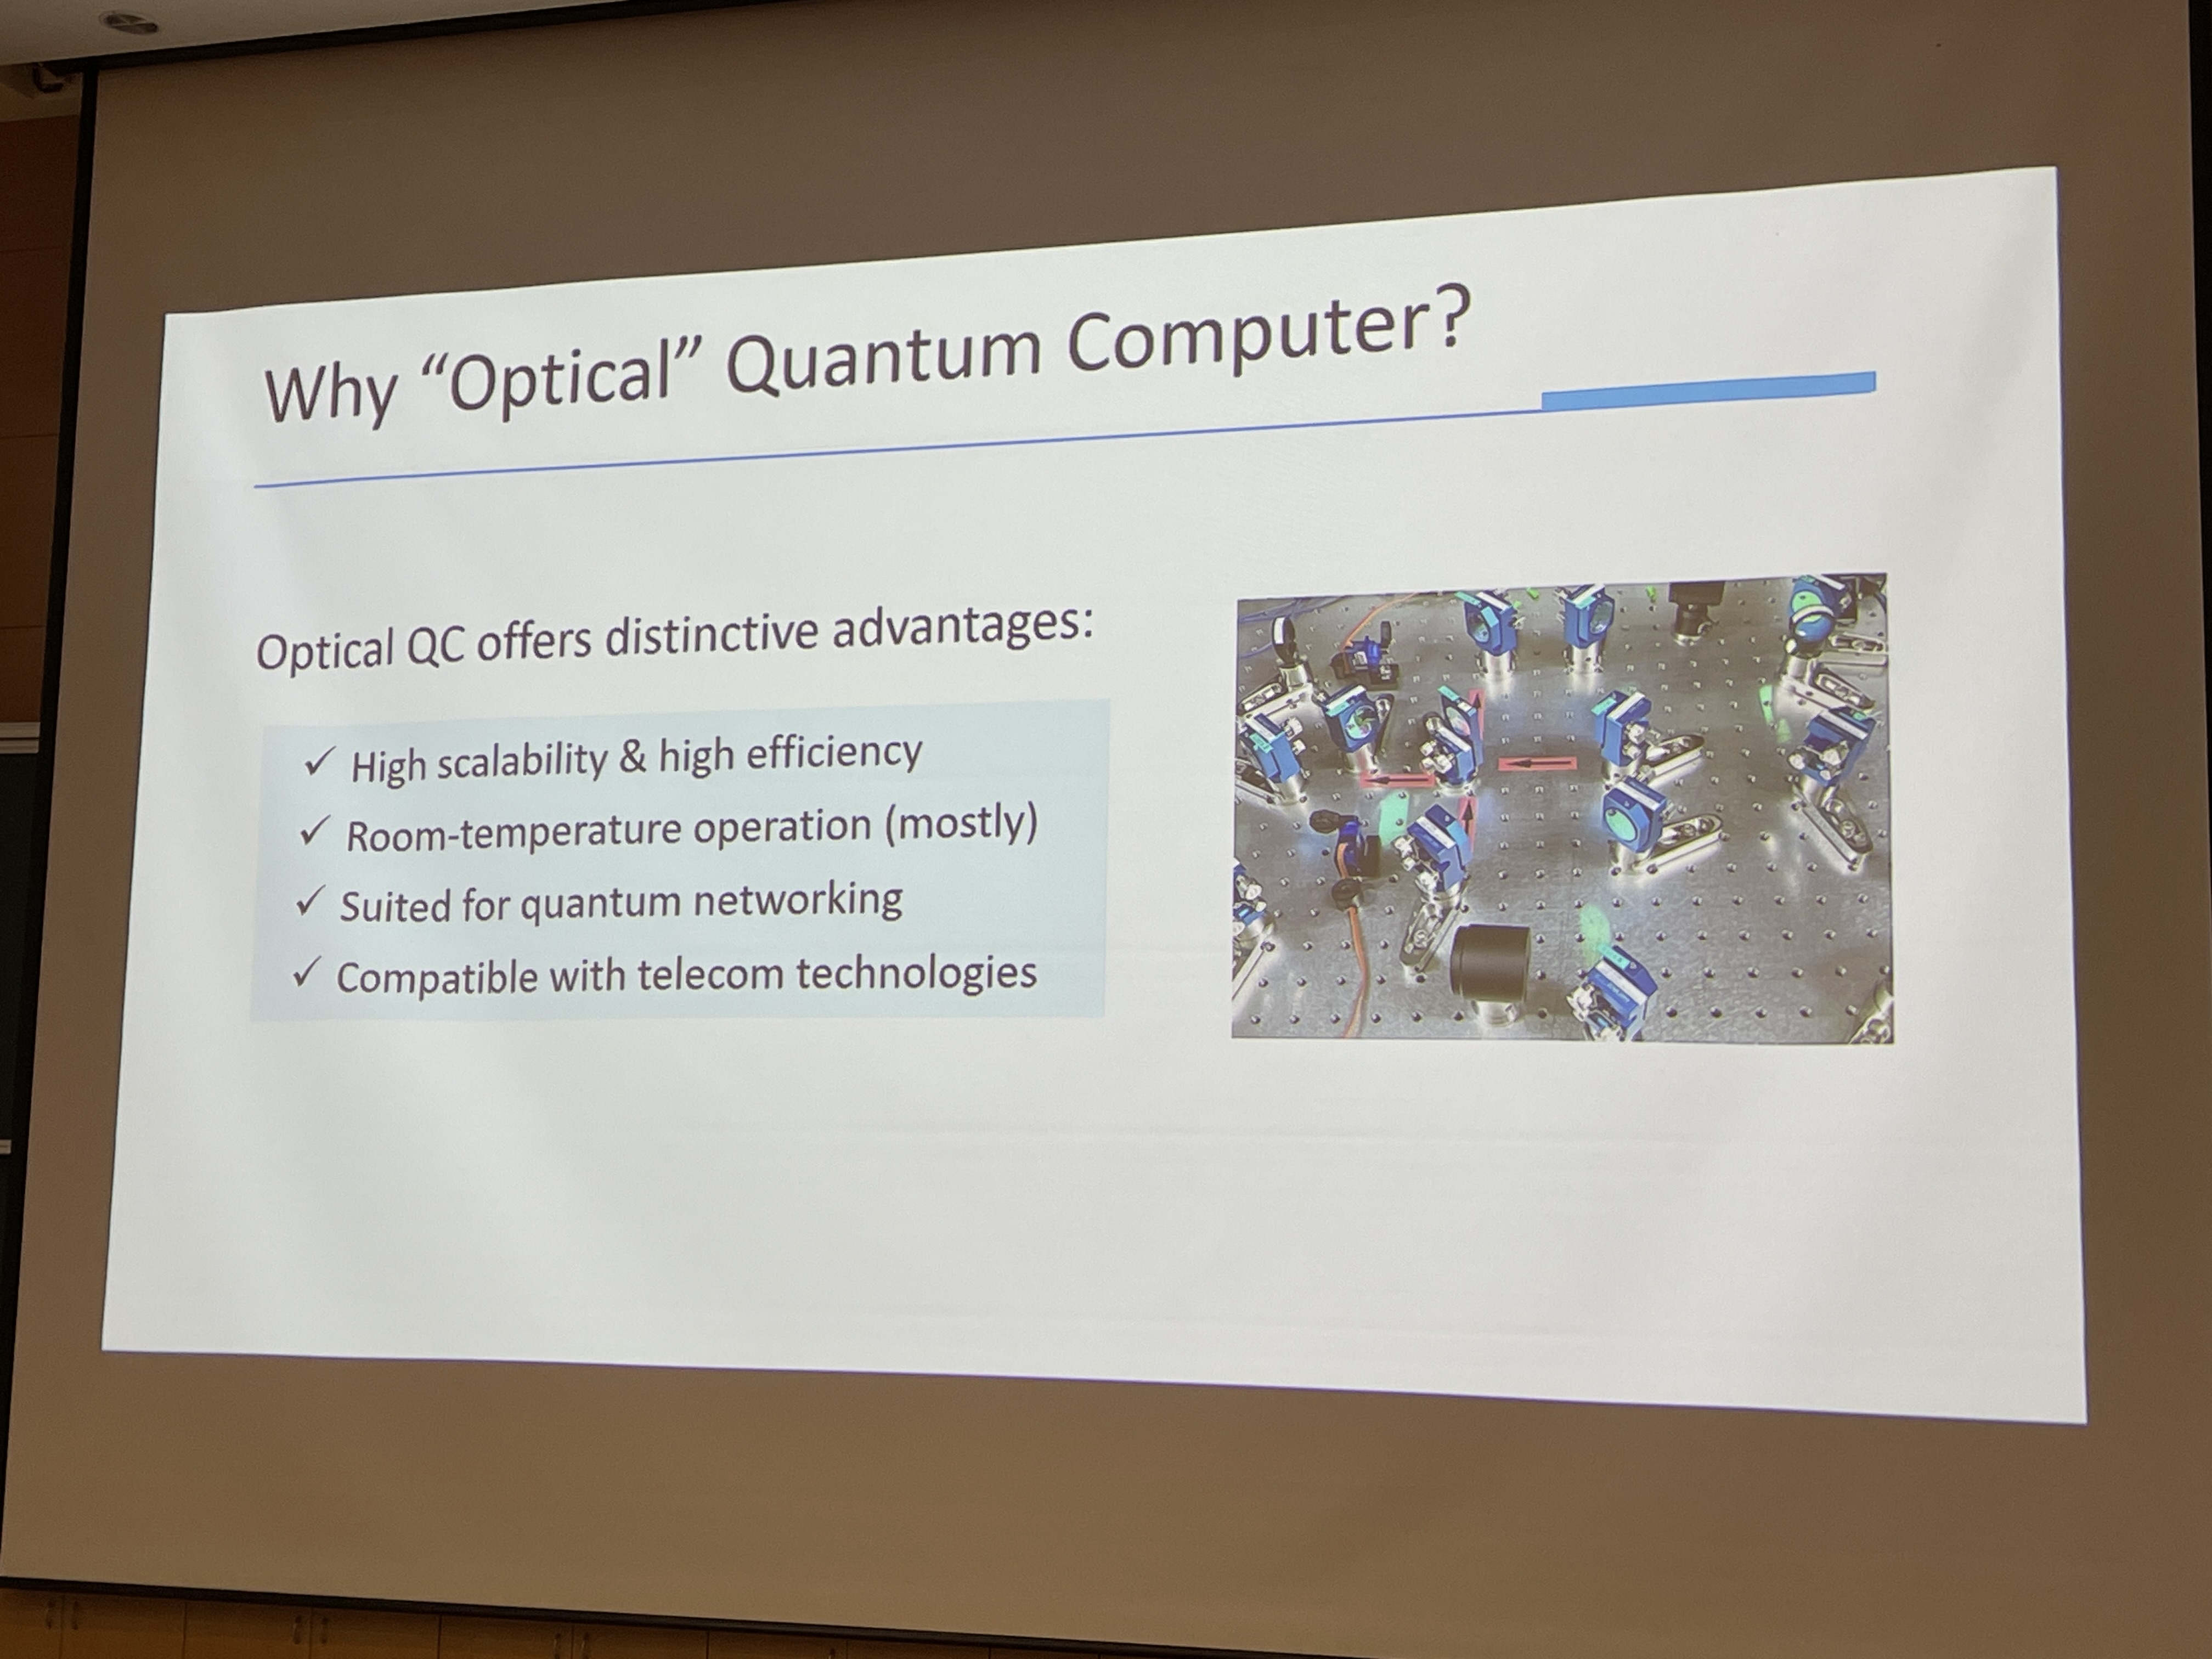 Why “Optical” Quantum Computer?
Optical QC offers distinctive advantages:
✓ High scalability & high efficiency
✓ Room-temperature operation (mostly)
✓ Suited for quantum networking
✓ Compatible with telecom technologies